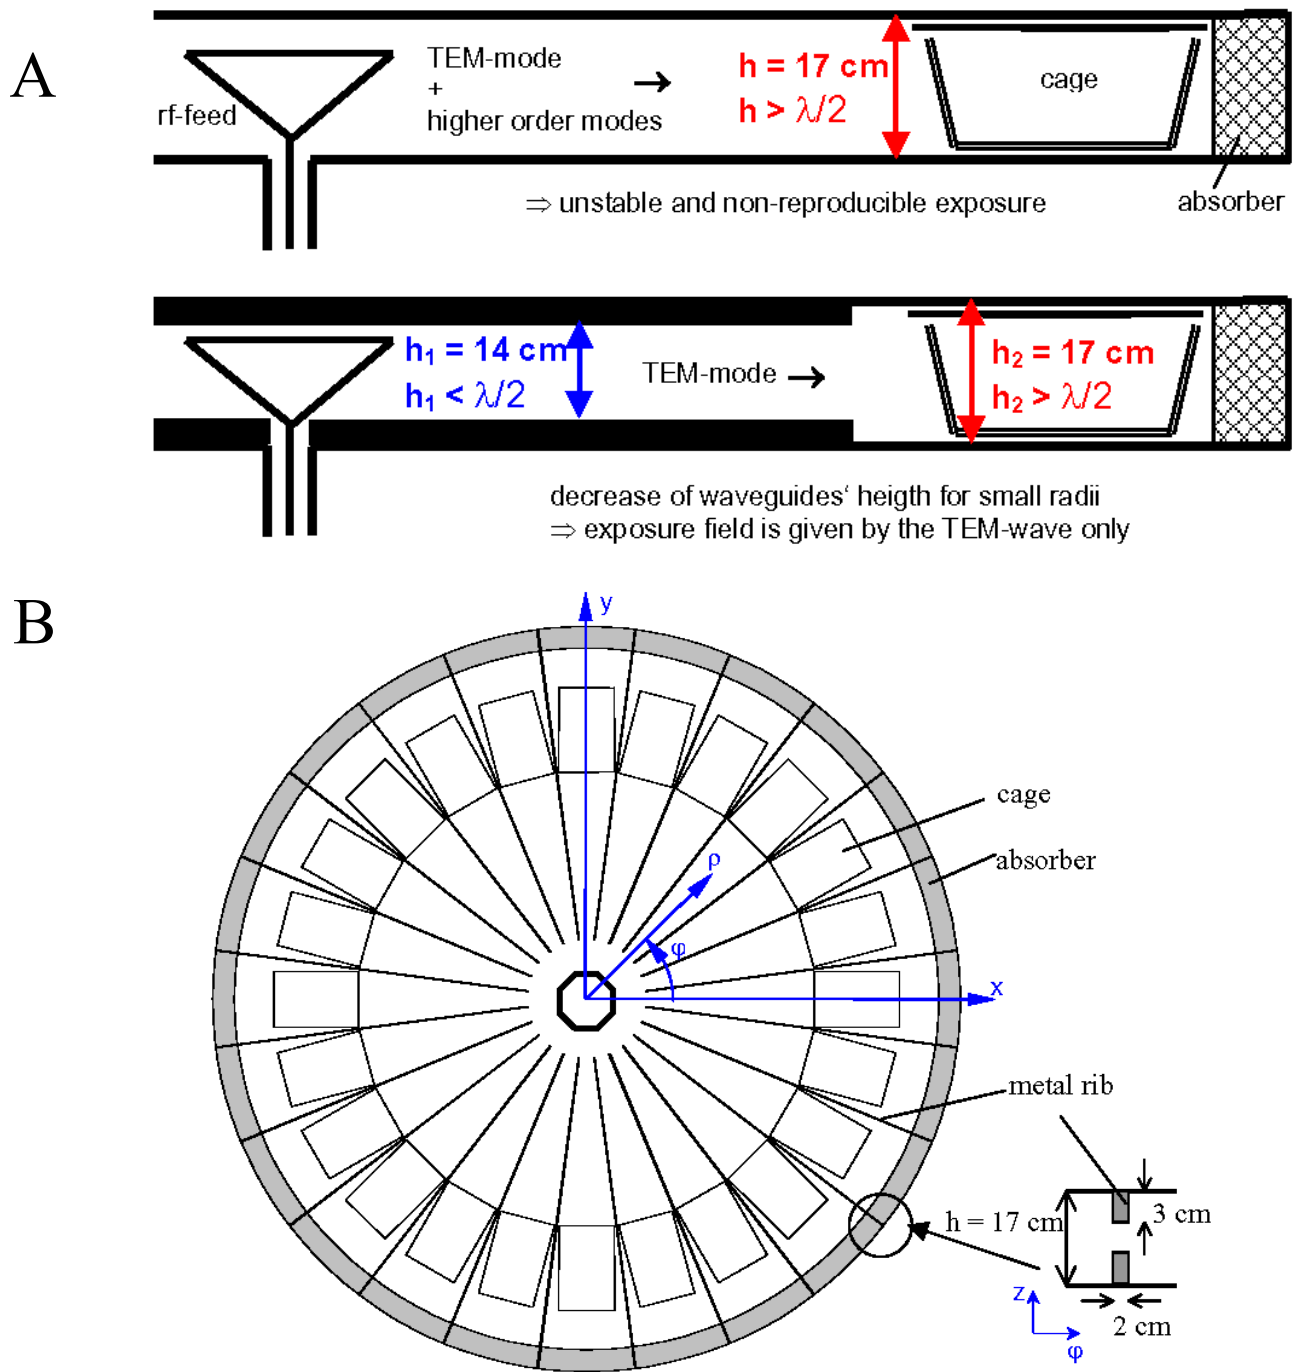 A
rf-feed
TEM-mode
+
higher order modes
→
h = 17 cm
h > λ/2
cage
⇒ unstable and non-reproducible exposure
absorber
h₁ = 14 cm
h₁ < λ/2
TEM-mode →
h₂ = 17 cm
h₂ > λ/2
decrease of waveguides‘ heigth for small radii
⇒ exposure field is given by the TEM-wave only
B
y
cage
ρ
absorber
φ
x
metal rib
h = 17 cm
3 cm
z
2 cm
φ